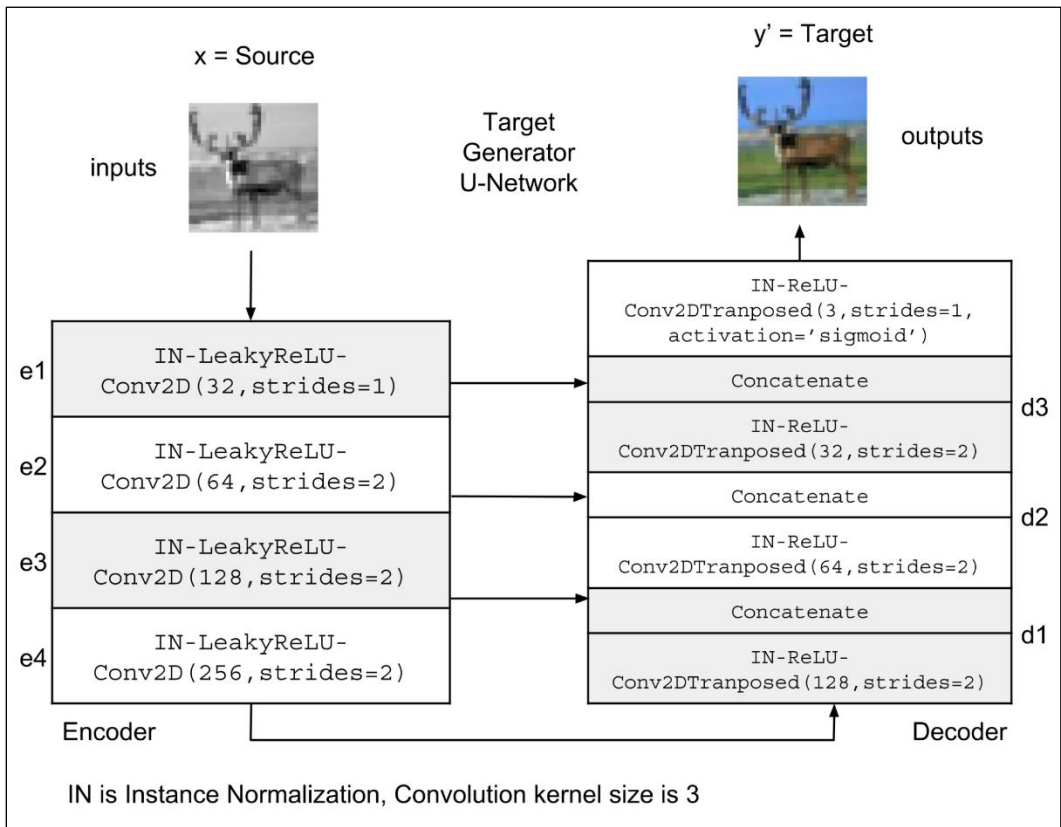 x = Source
y' = Target
inputs
Target
Generator
U-Network
outputs
e1
IN-LeakyReLU-
Conv2D(32,strides=1)
e2
IN-LeakyReLU-
Conv2D(64,strides=2)
e3
IN-LeakyReLU-
Conv2D(128,strides=2)
e4
IN-LeakyReLU-
Conv2D(256,strides=2)
Encoder
IN-ReLU-
Conv2DTranposed(3,strides=1,
activation=’sigmoid’)
Concatenate
d3
IN-ReLU-
Conv2DTranposed(32,strides=2)
Concatenate
d2
IN-ReLU-
Conv2DTranposed(64,strides=2)
Concatenate
d1
IN-ReLU-
Conv2DTranposed(128,strides=2)
Decoder
IN is Instance Normalization, Convolution kernel size is 3